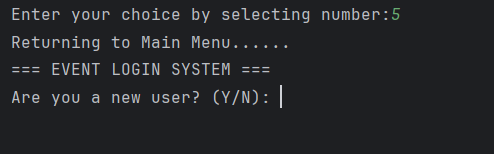 Enter your choice by selecting number:5
Returning to Main Menu......
=== EVENT LOGIN SYSTEM ===
Are you a new user? (Y/N):